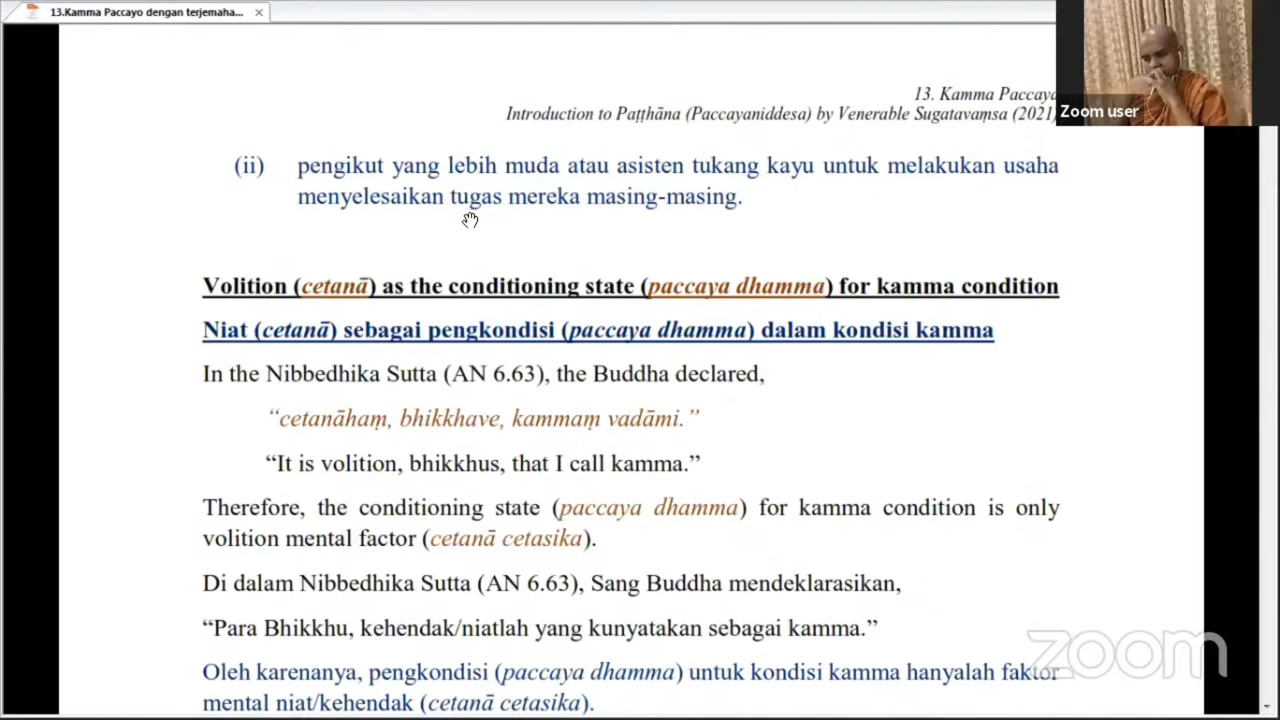 13.Kamma Paccayo dengan terjemaha...
13. Kamma Paccay
Introduction to Paṭṭhāna (Paccayaniddesa) by Venerable Sugatavaṃsa (2021)
Zoom user
(ii) pengikut yang lebih muda atau asisten tukang kayu untuk melakukan usaha
menyelesaikan tugas mereka masing-masing.
Volition (cetanā) as the conditioning state (paccaya dhamma) for kamma condition
Niat (cetanā) sebagai pengkondisi (paccaya dhamma) dalam kondisi kamma
In the Nibbedhika Sutta (AN 6.63), the Buddha declared,
“cetanāhaṃ, bhikkhave, kammaṃ vadāmi.”
“It is volition, bhikkhus, that I call kamma.”
Therefore, the conditioning state (paccaya dhamma) for kamma condition is only
volition mental factor (cetanā cetasika).
Di dalam Nibbedhika Sutta (AN 6.63), Sang Buddha mendeklarasikan,
“Para Bhikkhu, kehendak/niatlah yang kunyatakan sebagai kamma.”
Oleh karenanya, pengkondisi (paccaya dhamma) untuk kondisi kamma hanyalah faktor
mental niat/kehendak (cetanā cetasika).
zoom